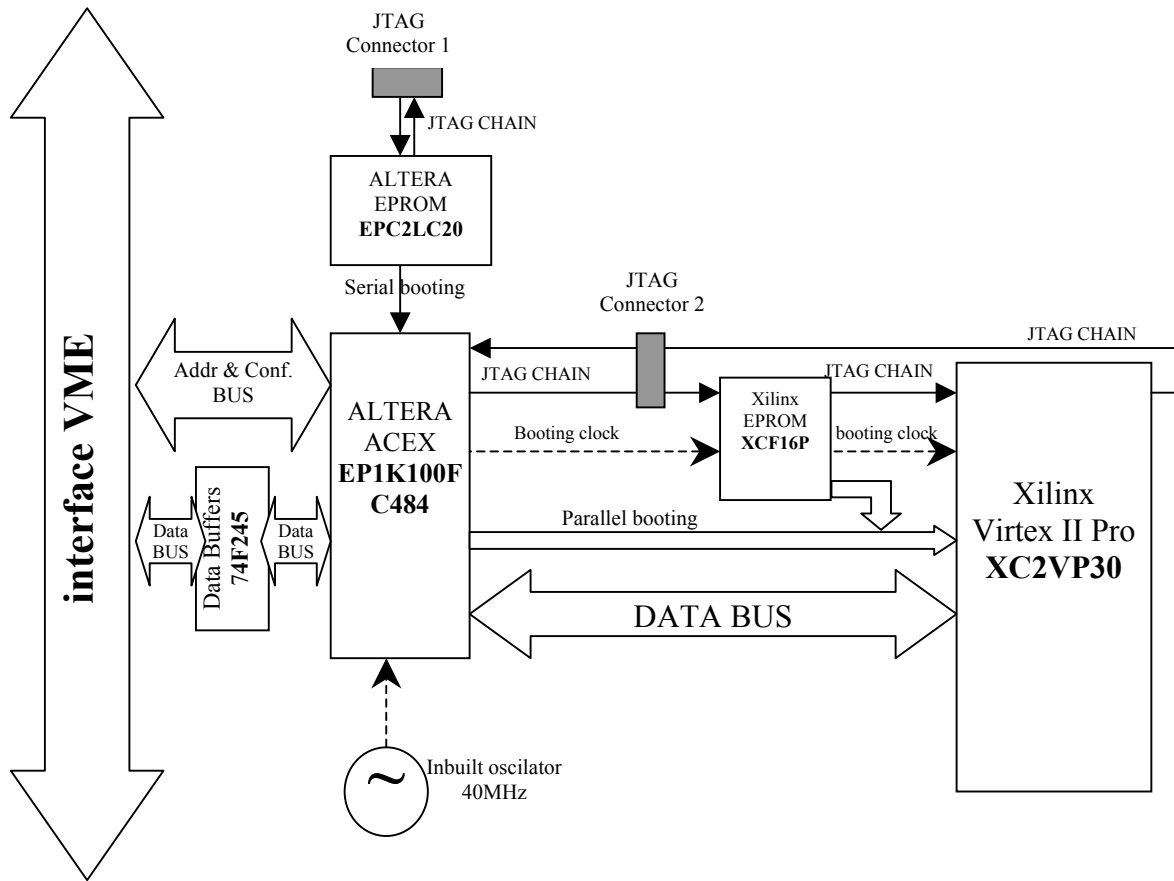 JTAG
Connector 1
JTAG CHAIN
ALTERA
EPROM
EPC2LC20
Serial booting
JTAG
Connector 2
interface VME
Addr & Conf.
BUS
Data
BUS
Data Buffers
74F245
Data
BUS
ALTERA
ACEX
EP1K100F
C484
JTAG CHAIN
JTAG CHAIN
JTAG CHAIN
Xilinx
EPROM
XCF16P
Booting clock
booting clock
Parallel booting
DATA BUS
Xilinx
Virtex II Pro
XC2VP30
~
Inbuilt oscilator
40MHz